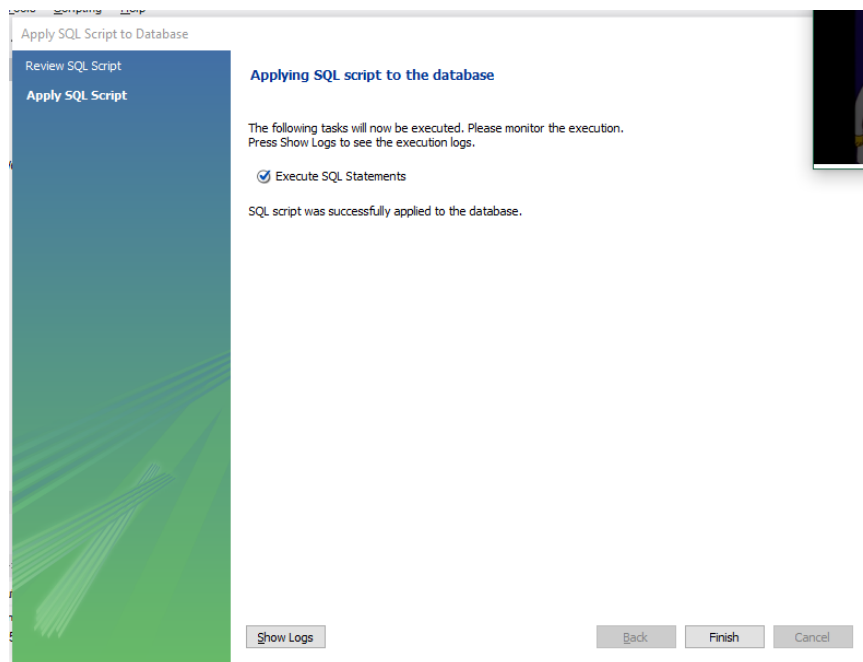 Apply SQL Script to Database
Review SQL Script
Apply SQL Script
Applying SQL script to the database
The following tasks will now be executed. Please monitor the execution.
Press Show Logs to see the execution logs.
Execute SQL Statements
SQL script was successfully applied to the database.
Show Logs
Back
Finish
Cancel